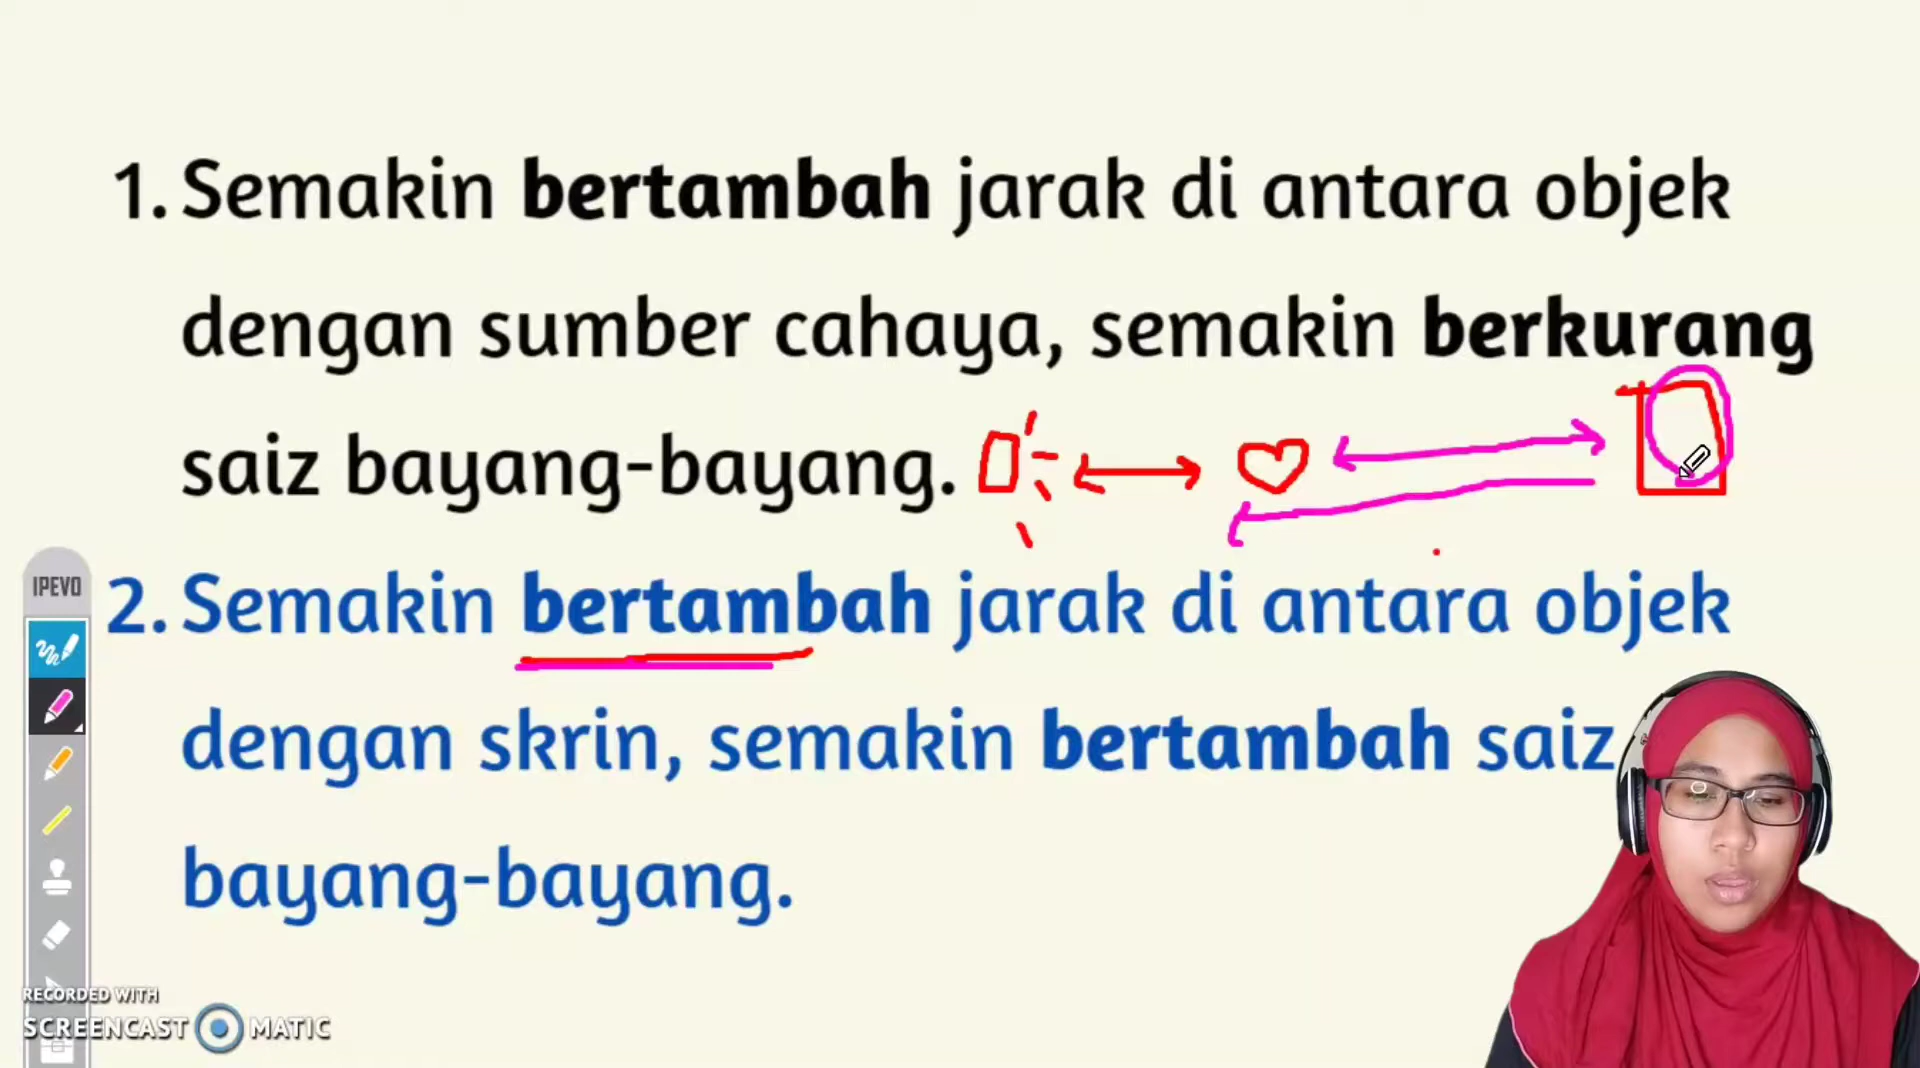 1. Semakin bertambah jarak di antara objek
dengan sumber cahaya, semakin berkurang
saiz bayang-bayang.
2. Semakin bertambah jarak di antara objek
dengan skrin, semakin bertambah saiz
bayang-bayang.
IPEVO
RECORDED WITH
SCREENCAST MATIC